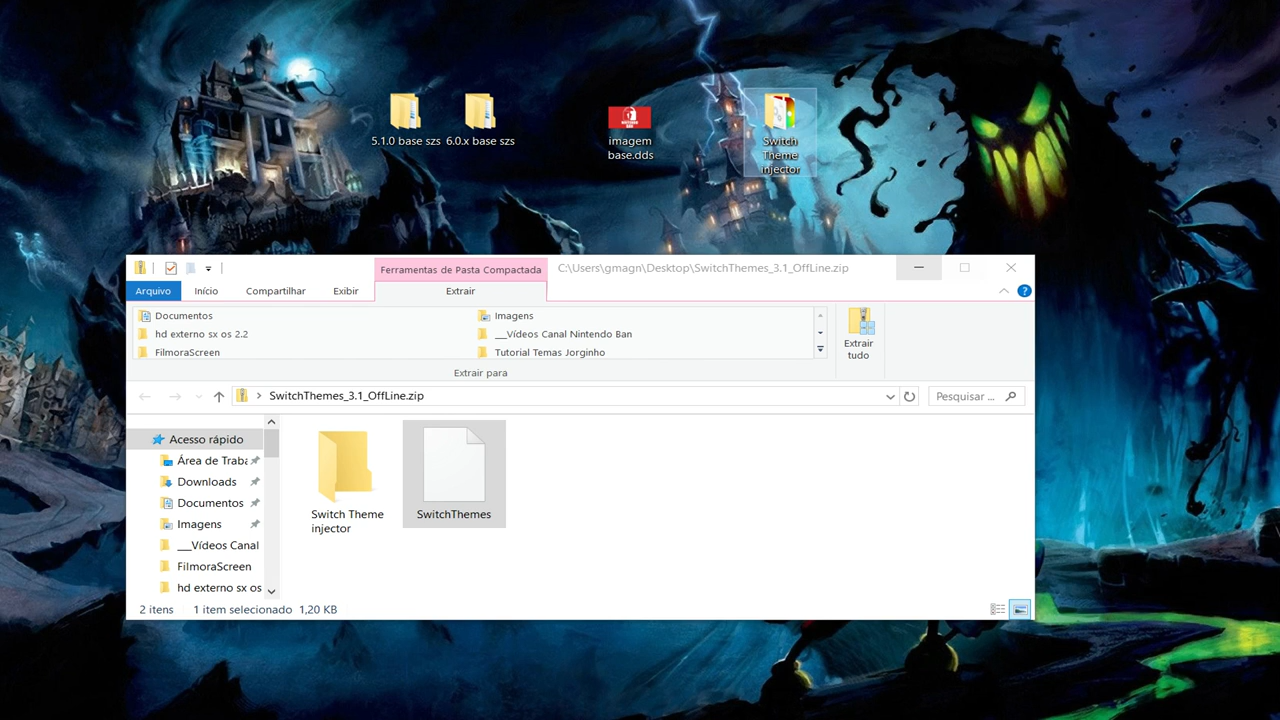 5.1.0 base szs
6.0.x base szs
imagem
base.dds
Switch
Theme
injector
Ferramentas de Pasta Compactada
C:\Users\gmagn\Desktop\SwitchThemes_3.1_OffLine.zip
Arquivo
Início
Compartilhar
Exibir
Extrair
Documentos
Imagens
hd externo sx os 2.2
___Vídeos Canal Nintendo Ban
FilmoraScreen
Tutorial Temas Jorginho
Extrair
tudo
Extrair para
SwitchThemes_3.1_OffLine.zip
Pesquisar ...
Acesso rápido
Área de Traba
Downloads
Documentos
Imagens
___Vídeos Canal
FilmoraScreen
hd externo sx os
Switch Theme
injector
SwitchThemes
2 itens
1 item selecionado 1,20 KB